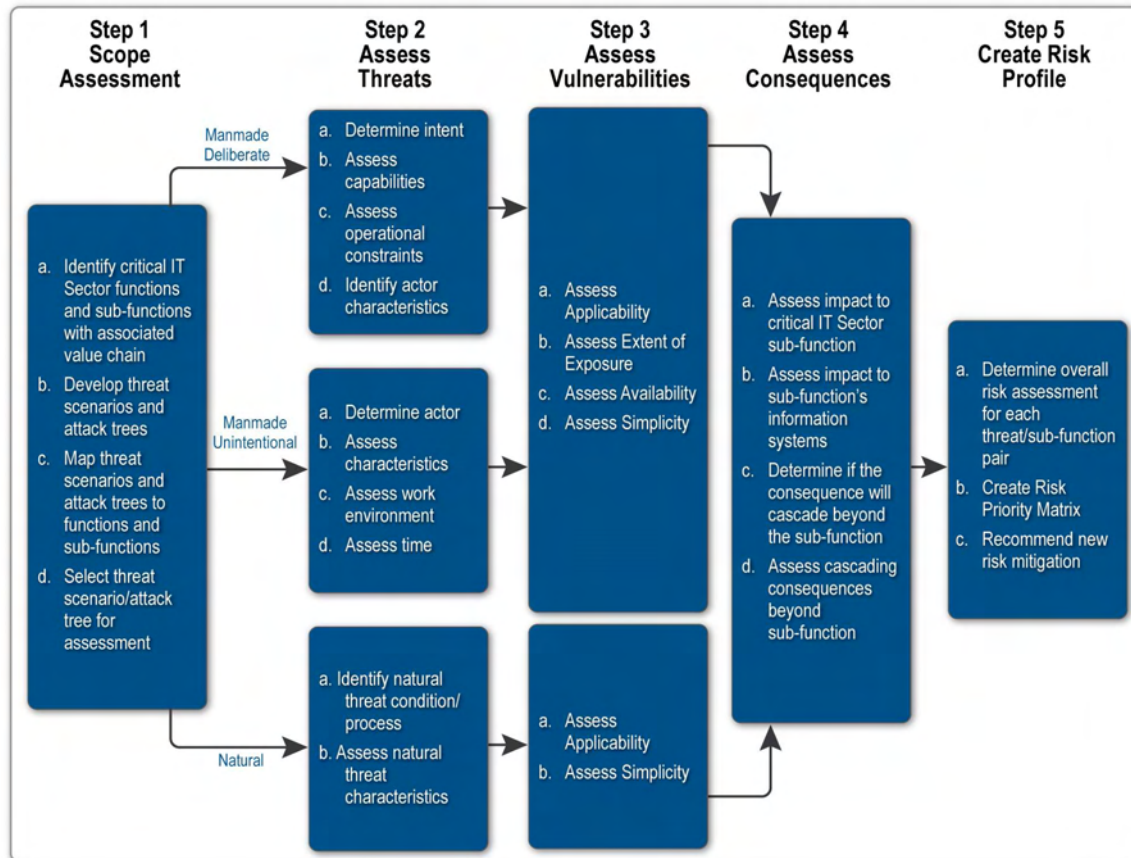 Step 1
Scope
Assessment
Step 2
Assess
Threats
Step 3
Assess
Vulnerabilities
Step 4
Assess
Consequences
Step 5
Create Risk
Profile
Manmade
Deliberate
Manmade
Unintentional
Natural
a. Identify critical IT
Sector functions
and sub-functions
with associated
value chain
b. Develop threat
scenarios and
attack trees
c. Map threat
scenarios and
attack trees to
functions and
sub-functions
d. Select threat
scenario/attack
tree for
assessment
a. Determine intent
b. Assess
capabilities
c. Assess
operational
constraints
d. Identify actor
characteristics
a. Determine actor
b. Assess
characteristics
c. Assess work
environment
d. Assess time
a. Identify natural
threat condition/
process
b. Assess natural
threat
characteristics
a. Assess
Applicability
b. Assess Extent of
Exposure
c. Assess Availability
d. Assess Simplicity
a. Assess
Applicability
b. Assess Simplicity
a. Assess impact to
critical IT Sector
sub-function
b. Assess impact to
sub-function's
information
systems
c. Determine if the
consequence will
cascade beyond
the sub-function
d. Assess cascading
consequences
beyond
sub-function
a. Determine overall
risk assessment
for each
threat/sub-function
pair
b. Create Risk
Priority Matrix
c. Recommend new
risk mitigation